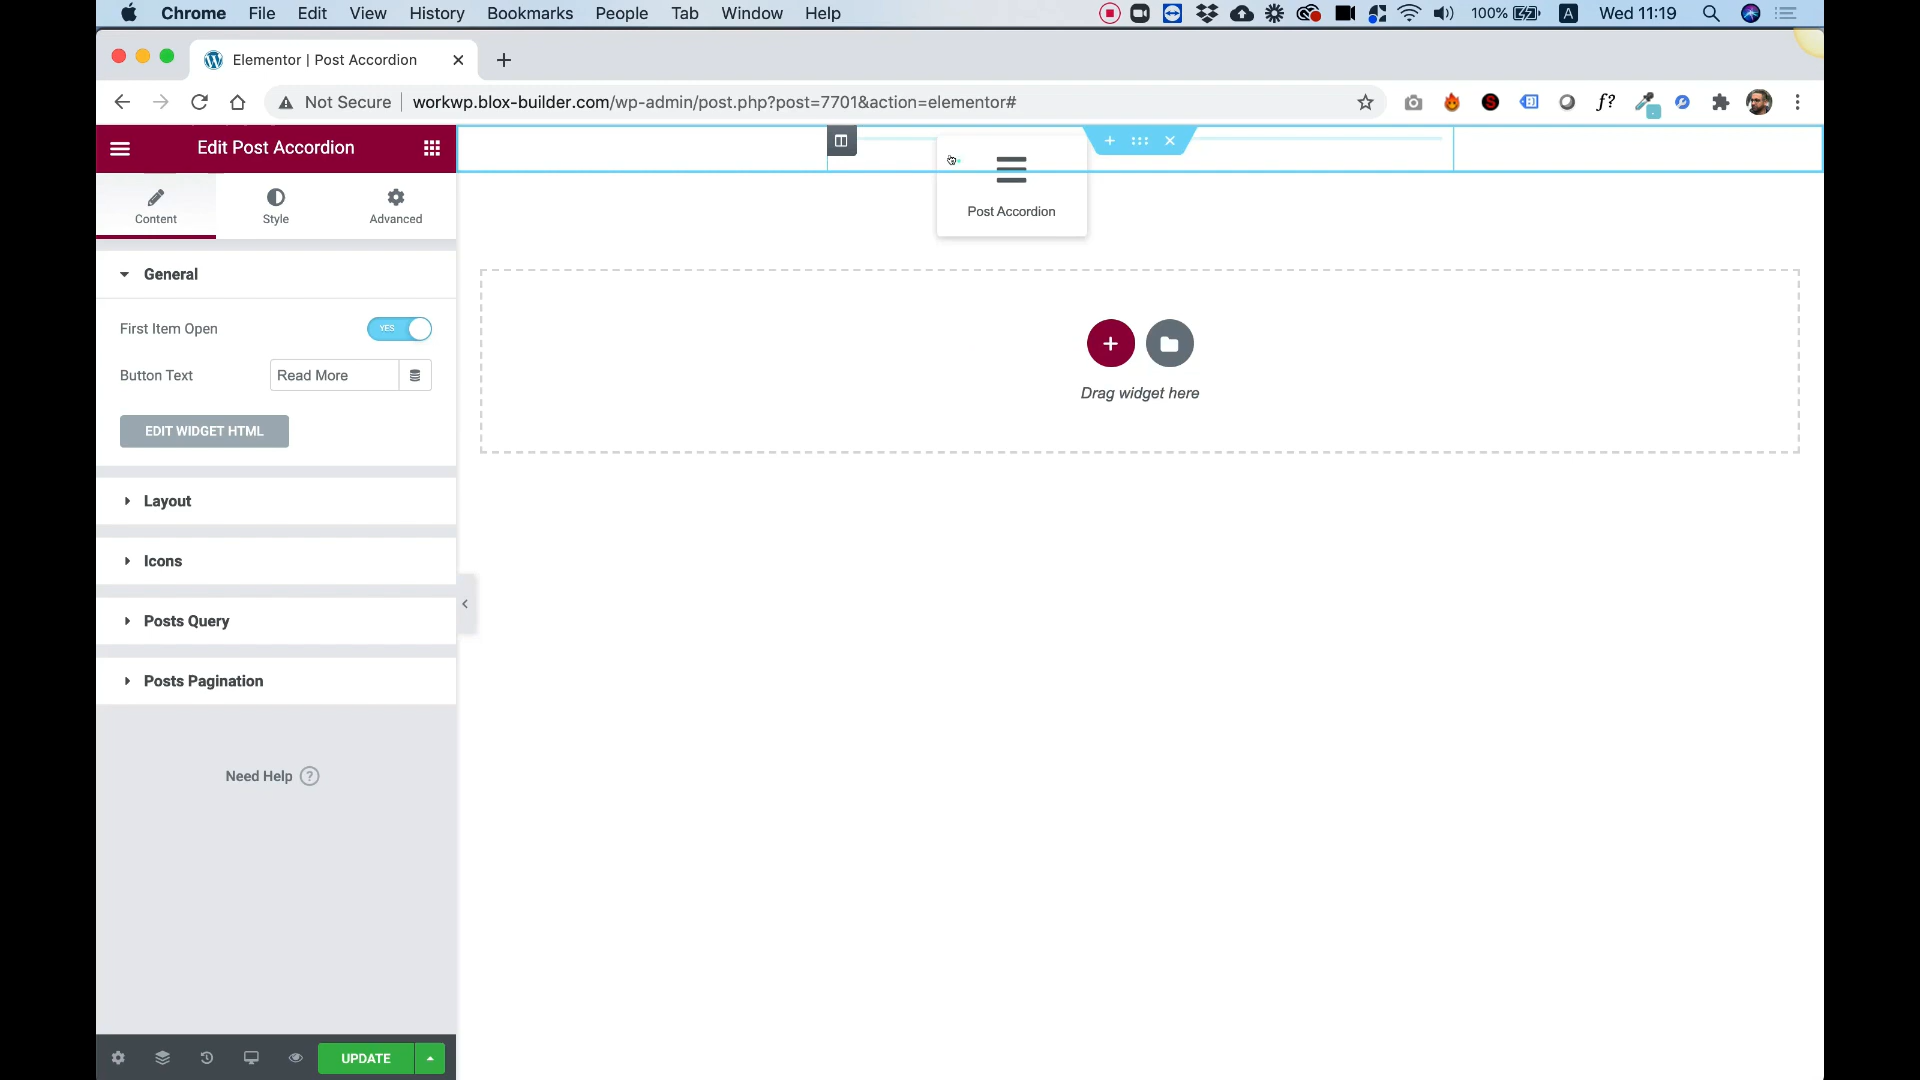 Chrome File Edit View History Bookmarks People Tab Window Help 100% A Wed 11:19
Elementor | Post Accordion
Not Secure workwp.blox-builder.com/wp-admin/post.php?post=7701&action=elementor#
S f?
Edit Post Accordion
Content Style Advanced
Post Accordion
General
First Item Open YES
Button Text Read More
EDIT WIDGET HTML
Drag widget here
Layout
Icons
Posts Query
Posts Pagination
Need Help ?
UPDATE